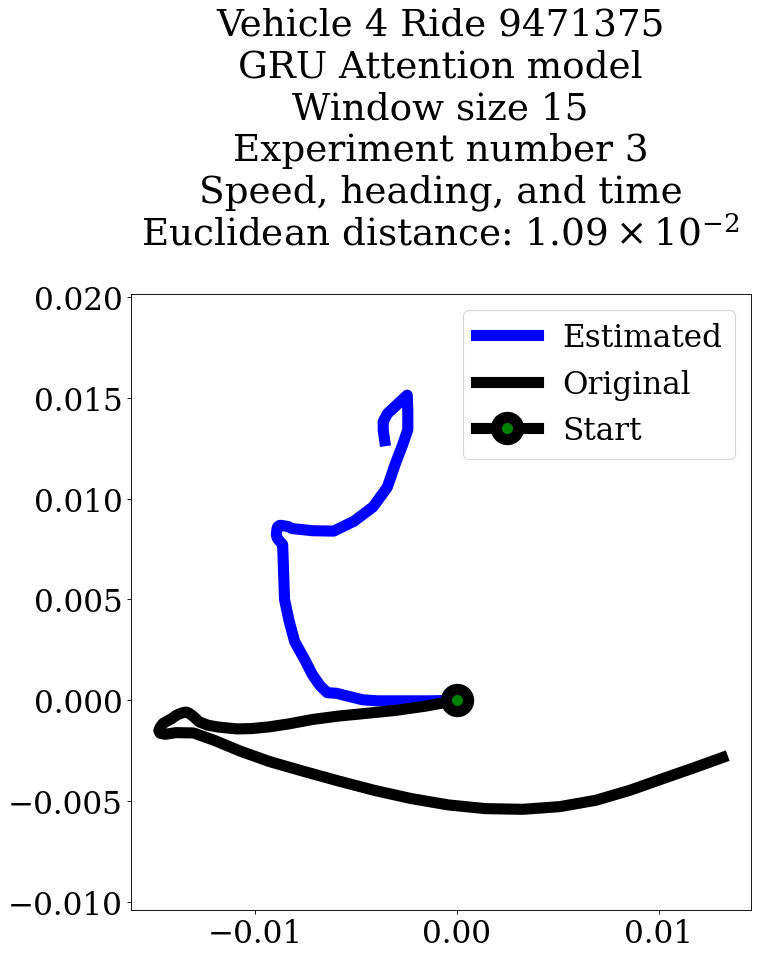 Vehicle 4 Ride 9471375
GRU Attention model
Window size 15
Experiment number 3
Speed, heading, and time
Euclidean distance: 1.09 × 10⁻²
0.020
0.015
0.010
0.005
0.000
−0.005
−0.010
Estimated
Original
Start
−0.01 0.00 0.01